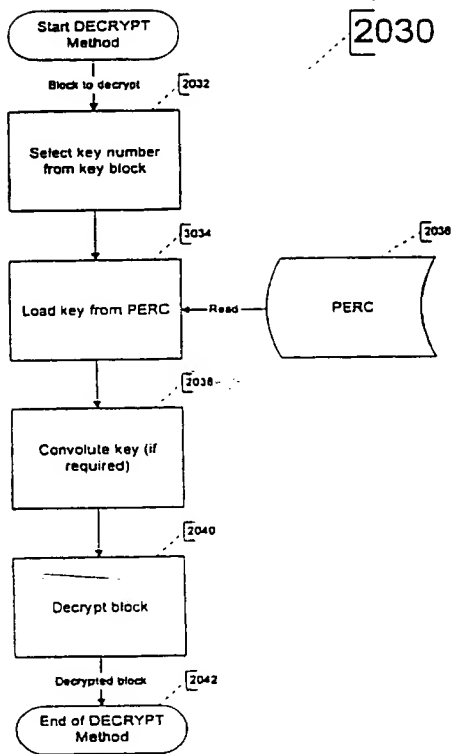 Start DECRYPT
Method
2030
Block to decrypt
2032
Select key number
from key block
3034
2036
Load key from PERC
Read
PERC
2038
Convolute key (if
required)
2040
Decrypt block
Decrypted block
2042
End of DECRYPT
Method